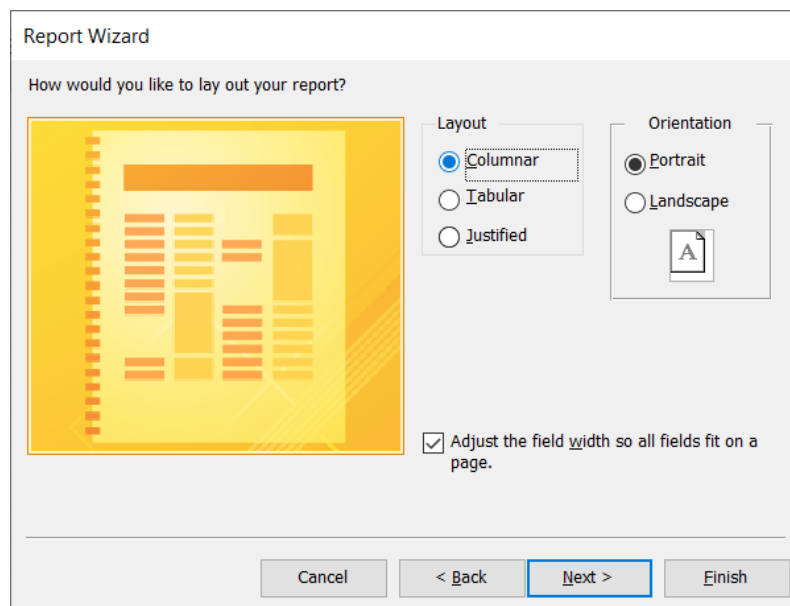 Report Wizard
How would you like to lay out your report?
Layout
Columnar
Tabular
Justified
Orientation
Portrait
Landscape
A
Adjust the field width so all fields fit on a
page.
Cancel
< Back
Next >
Finish